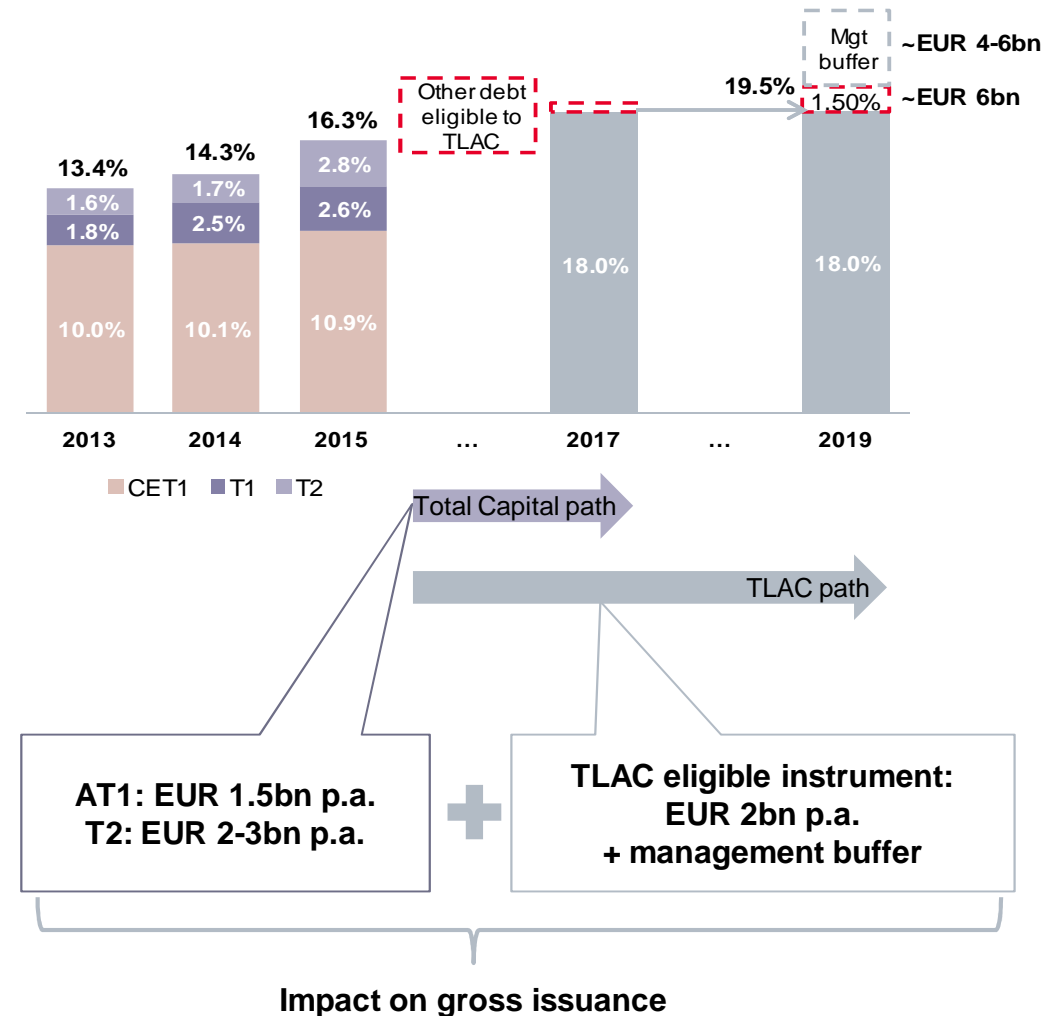 Mgt
buffer
~EUR 4-6bn
Other debt
eligible to
TLAC
19.5%
1.50%
~EUR 6bn
13.4%
14.3%
16.3%
1.6%
1.7%
2.8%
1.8%
2.5%
2.6%
10.0%
10.1%
10.9%
18.0%
18.0%
2013
2014
2015
...
2017
...
2019
CET1
T1
T2
Total Capital path
TLAC path
AT1: EUR 1.5bn p.a.
T2: EUR 2-3bn p.a.
TLAC eligible instrument:
EUR 2bn p.a.
+ management buffer
Impact on gross issuance